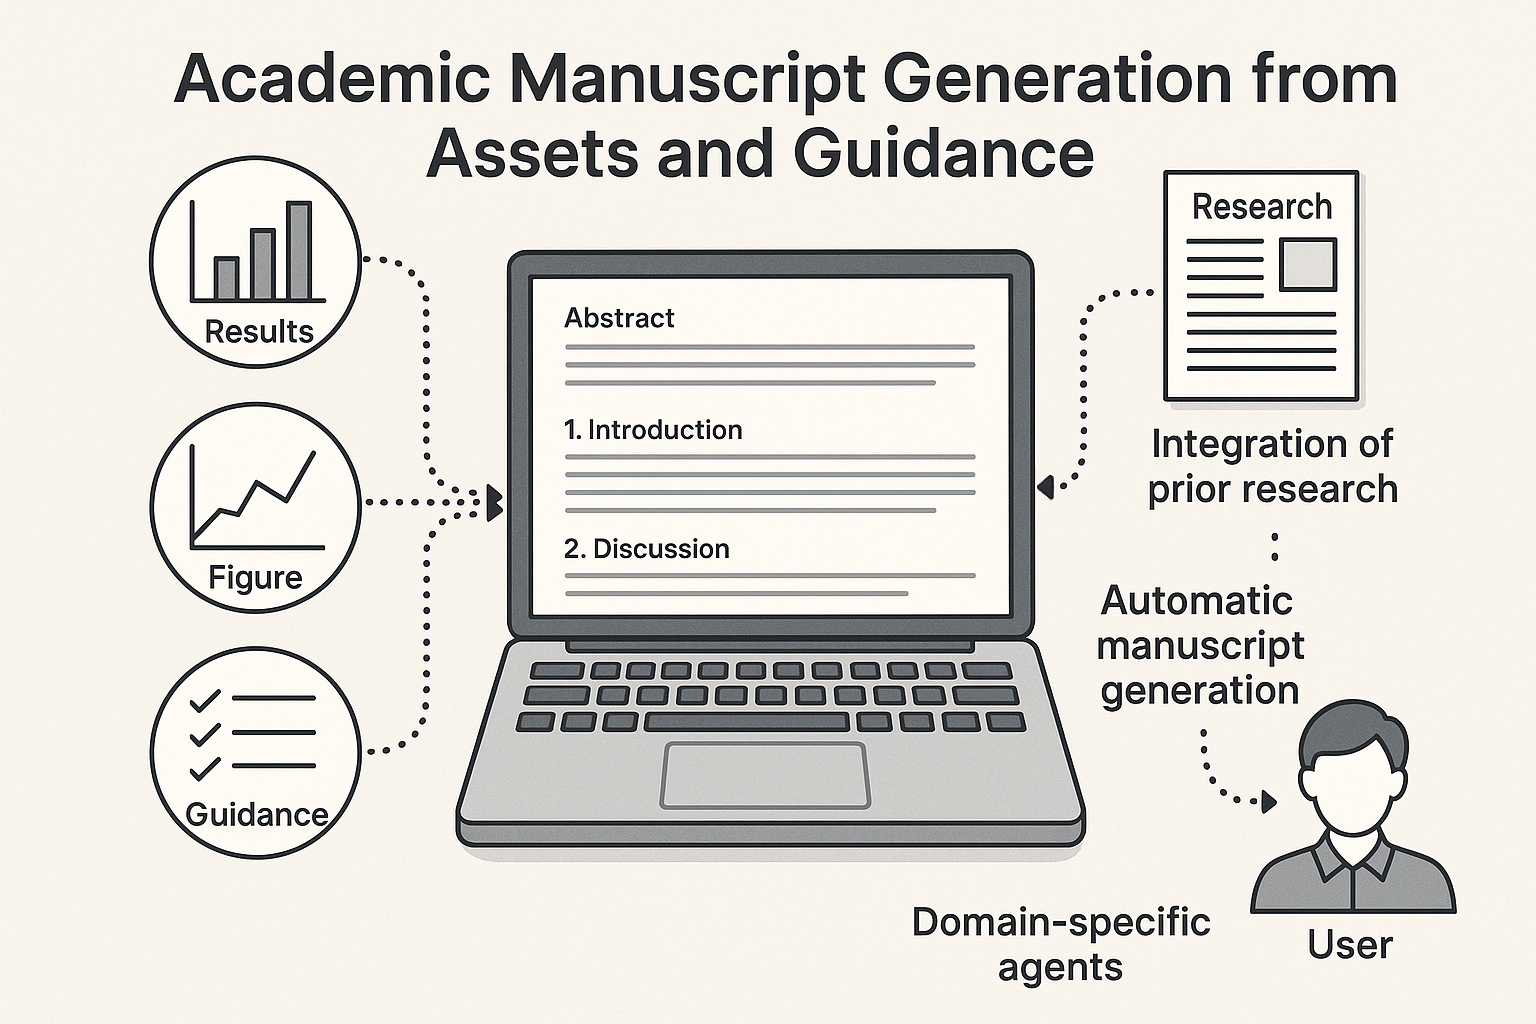 Academic Manuscript Generation from
Assets and Guidance
Results
Figure
Guidance
Abstract
1. Introduction
2. Discussion
Research
Integration of
prior research
Automatic
manuscript
generation
User
Domain-specific
agents